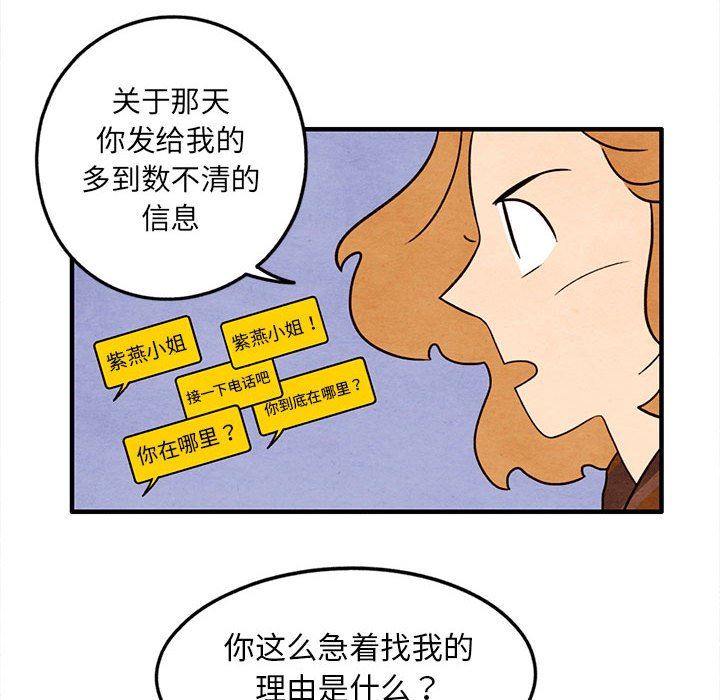 关于那天
你发给我的
多到数不清的
信息
紫燕小姐
紫燕小姐！
接一下电话吧
你到底在哪里？
你在哪里？
你这么急着找我的
理由是什么？